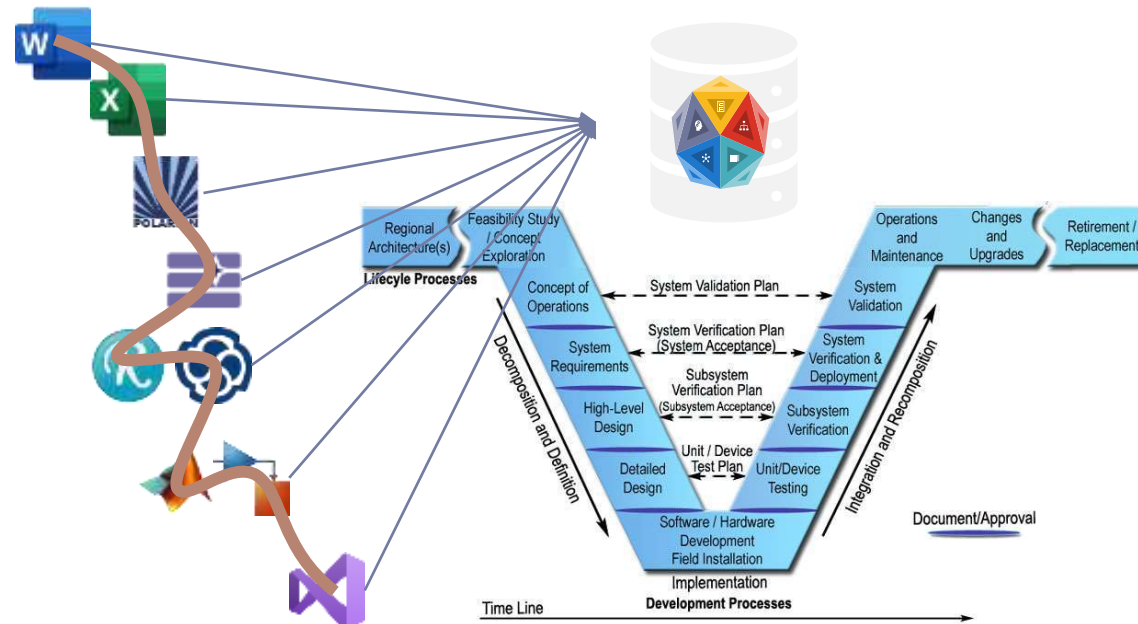 W
X
POLARION
Regional
Architecture(s)
Feasibility Study
/ Concept
Exploration
Lifecyle Processes
Operations
and
Maintenance
Changes
and
Upgrades
Retirement /
Replacement
Concept of
Operations
System Validation Plan
System
Validation
System
Requirements
System Verification Plan
(System Acceptance)
System
Verification &
Deployment
High-Level
Design
Subsystem
Verification Plan
(Subsystem Acceptance)
Subsystem
Verification
Detailed
Design
Unit / Device
Test Plan
Unit/Device
Testing
Decomposition and Definition
Integration and Recomposition
Software / Hardware
Development
Field Installation
Implementation
Development Processes
Time Line
Document/Approval